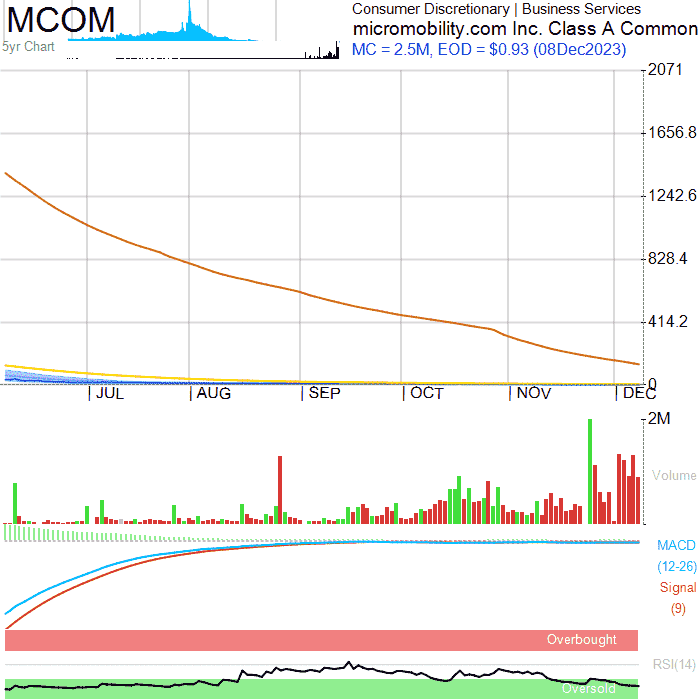 MCOM
Consumer Discretionary | Business Services
micromobility.com Inc. Class A Common
5yr Chart
MC = 2.5M, EOD = $0.93 (08Dec2023)
2071
1656.8
1242.6
828.4
414.2
0
JUL AUG SEP OCT NOV DEC
2M
Volume
MACD
(12-26)
Signal
(9)
Overbought
RSI(14)
Oversold